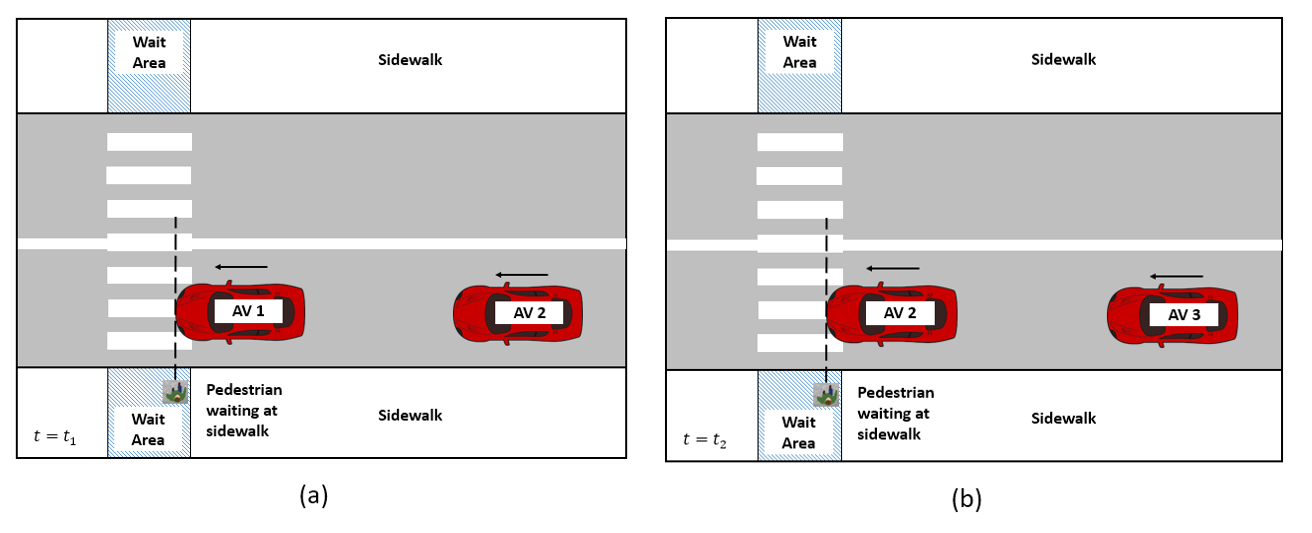 Wait
Area
Sidewalk
AV 1
AV 2
Pedestrian
waiting at
sidewalk
Wait
Area
Sidewalk
t = t₁
(a)
Wait
Area
Sidewalk
AV 2
AV 3
Pedestrian
waiting at
sidewalk
Wait
Area
Sidewalk
t = t₂
(b)